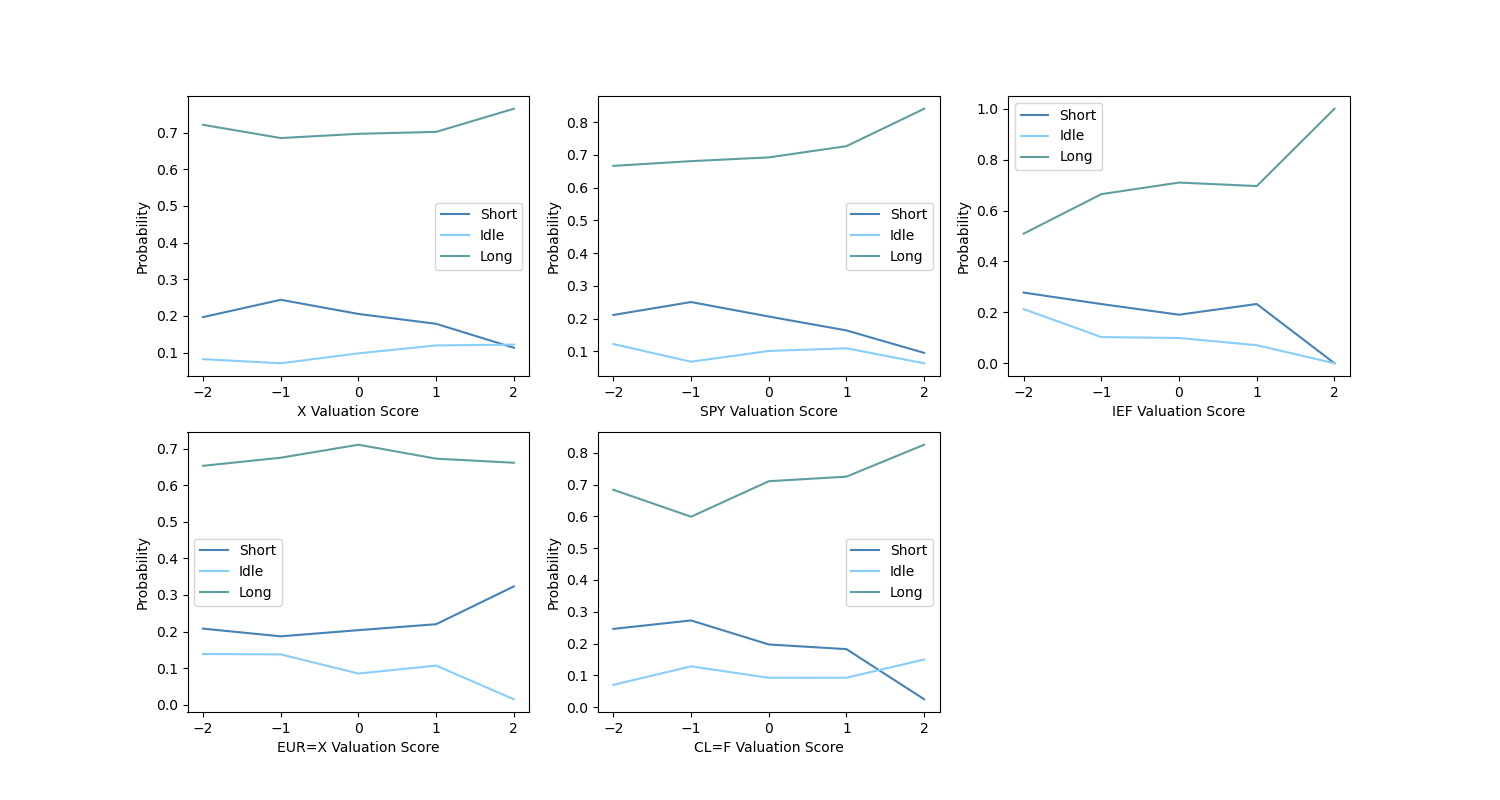 Probability
0.7
0.6
0.5
0.4
0.3
0.2
0.1
Short
Idle
Long
−2 −1 0 1 2
X Valuation Score
Probability
0.8
0.7
0.6
0.5
0.4
0.3
0.2
0.1
Short
Idle
Long
−2 −1 0 1 2
SPY Valuation Score
Probability
1.0
0.8
0.6
0.4
0.2
0.0
Short
Idle
Long
−2 −1 0 1 2
IEF Valuation Score
Probability
0.7
0.6
0.5
0.4
0.3
0.2
0.1
0.0
Short
Idle
Long
−2 −1 0 1 2
EUR=X Valuation Score
Probability
0.8
0.7
0.6
0.5
0.4
0.3
0.2
0.1
0.0
Short
Idle
Long
−2 −1 0 1 2
CL=F Valuation Score